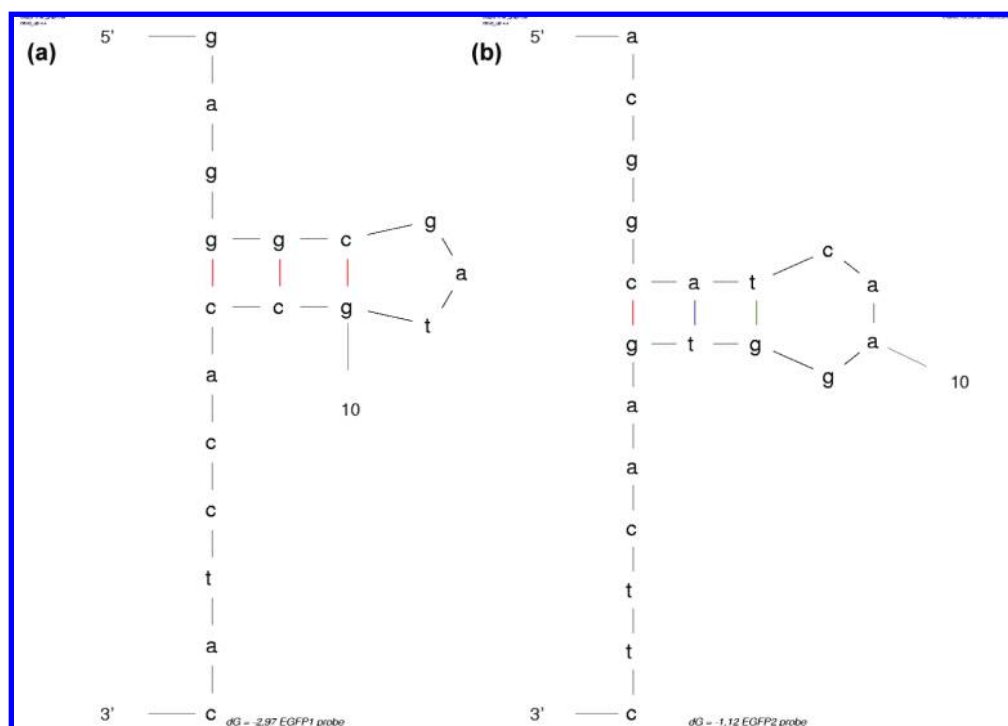 (a)
5’
g
a
g
g g c g
a
t
c c g
10
a
c
c
t
a
3’ c
dG = -2.97 EGFP1 probe
(b)
5’
a
c
g
g
c a t c
a
a
10
g t g g
a
a
c
t
t
3’ c
dG = -1.12 EGFP2 probe